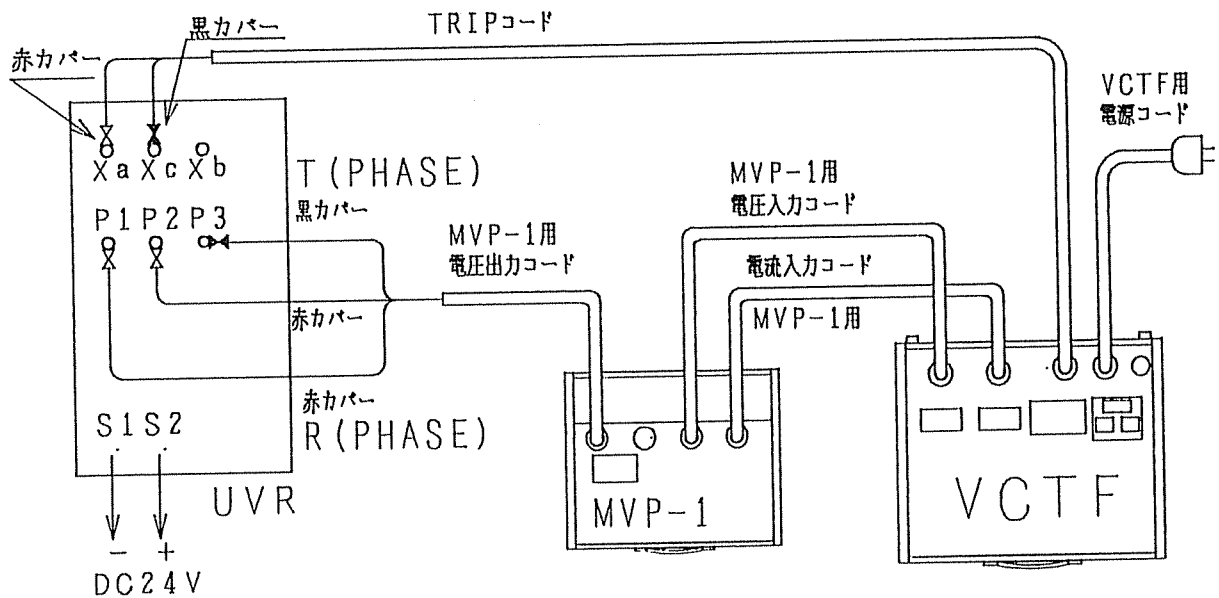 黒カバー
TRIPコード
赤カバー
VCTF用
電源コード
Xa Xc Xb
T(PHASE)
MVP-1用
電圧入力コード
P1 P2 P3
黒カバー
MVP-1用
電圧出力コード
電流入力コード
MVP-1用
赤カバー
赤カバー
S1 S2
R(PHASE)
UVR
MVP-1
VCTF
- +
DC24V